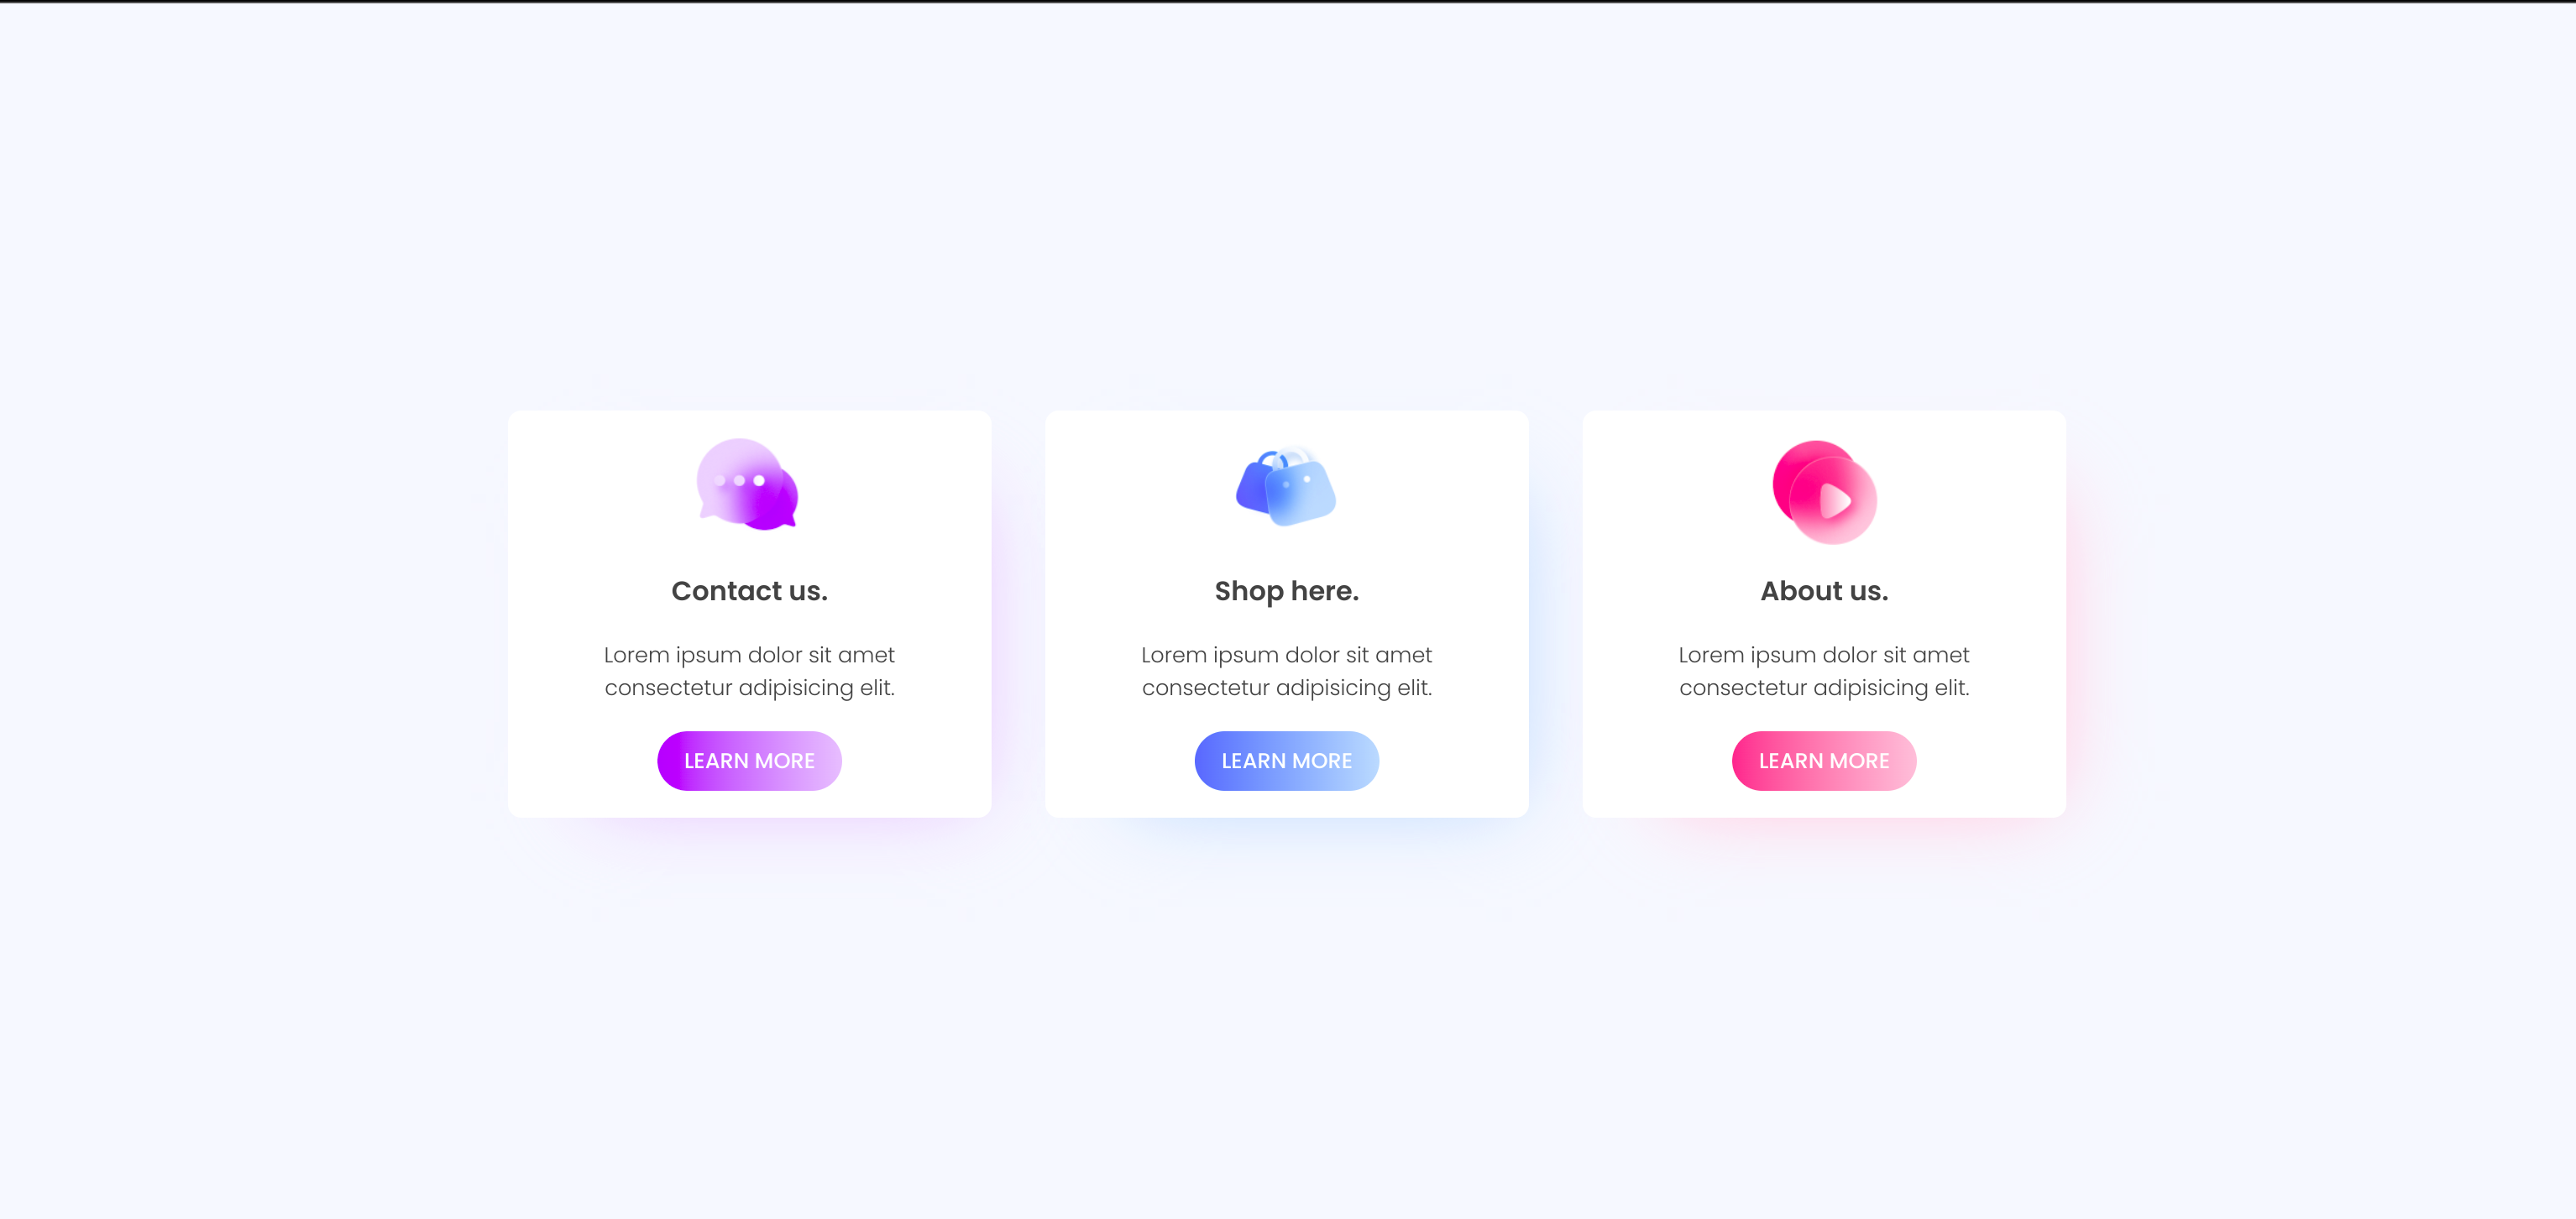 Contact us.
Lorem ipsum dolor sit amet
consectetur adipisicing elit.
LEARN MORE
Shop here.
Lorem ipsum dolor sit amet
consectetur adipisicing elit.
LEARN MORE
About us.
Lorem ipsum dolor sit amet
consectetur adipisicing elit.
LEARN MORE